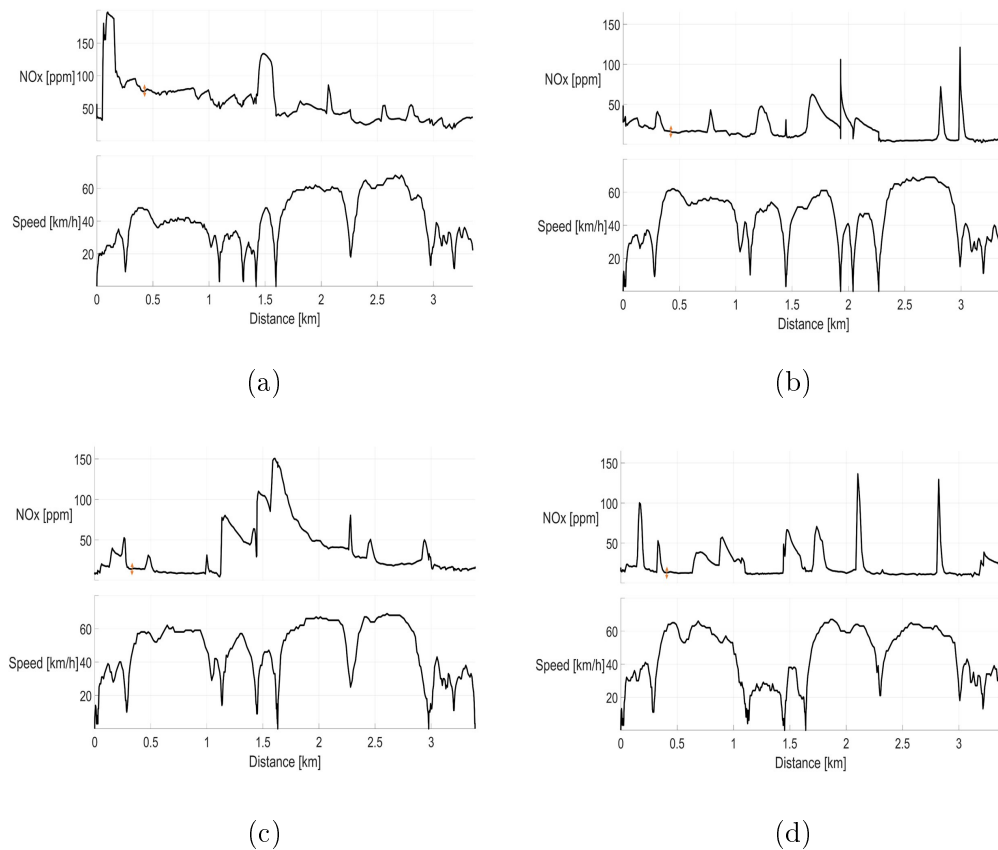 150
NOx [ppm] 100
50
60
Speed [km/h] 40
20
0 0.5 1 1.5 2 2.5 3
Distance [km]
(a)
150
100
NOx [ppm]
50
60
Speed [km/h] 40
20
0 0.5 1 1.5 2 2.5 3
Distance [km]
(b)
150
100
NOx [ppm]
50
60
Speed [km/h] 40
20
0 0.5 1 1.5 2 2.5 3
Distance [km]
(c)
150
100
NOx [ppm]
50
60
Speed [km/h] 40
20
0 0.5 1 1.5 2 2.5 3
Distance [km]
(d)